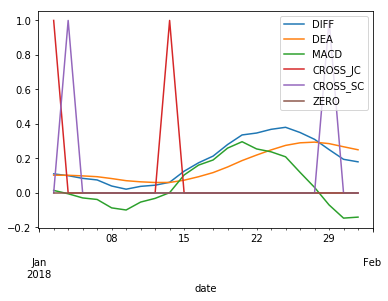 1.0
0.8
0.6
0.4
0.2
0.0
−0.2
DIFF
DEA
MACD
CROSS_JC
CROSS_SC
ZERO
08
15
22
29
Jan
2018
Feb
date